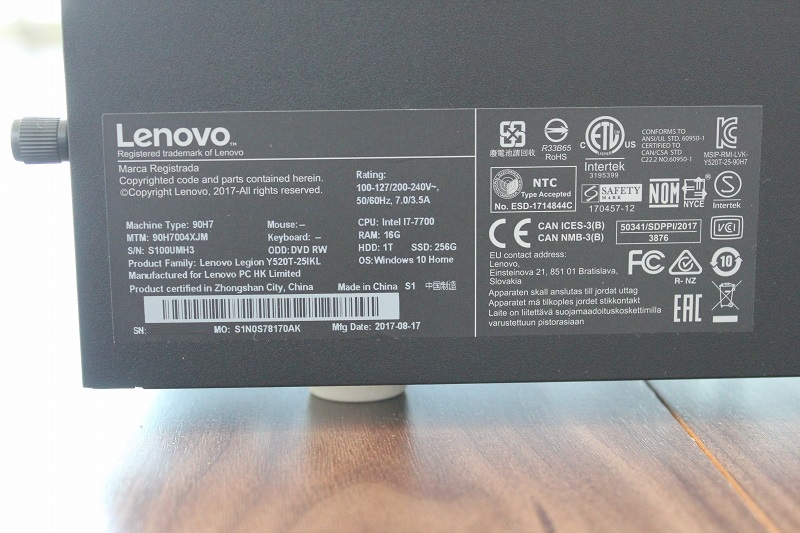 Lenovo™
Registered trademark of Lenovo
Marca Registrada
Copyrighted code and parts contained herein.
©Copyright Lenovo, 2017-All rights reserved.
Rating:
100-127/200-240V~,
50/60Hz, 7.0/3.5A
Machine Type: 90H7
MTM: 90H7004XJM
S/N: S100UMH3
Mouse:--
Keyboard: --
ODD:DVD RW
CPU: Intel I7-7700
RAM: 16G
HDD: 1T SSD: 256G
OS:Windows 10 Home
Product Family: Lenovo Legion Y520T-25IKL
Manufactured for Lenovo PC HK Limited
Product certified in Zhongshan City, China
Made in China S1 中国制造
SN:
MO: S1N0S78170AK
Mfg Date: 2017-08-17
廢電池請回收
R33B65
RoHS
ETL
C
US
Intertek
3195399
CONFORMS TO
ANSI/UL STD. 60950-1
CERTIFIED TO
CAN/CSA STD
C22.2 NO.60950-1
MSIP-RMI-LVK-
Y520T-25-90H7
NTC
Type Accepted
No. ESD-1714844C
SAFETY
MARK
170457-12
NOM
NYCE
S
Intertek
CE
CAN ICES-3(B)
CAN NMB-3(B)
50341/SDPPI/2017
3876
VCI
EU contact address:
Lenovo,
Einsteinova 21, 851 01 Bratislava,
Slovakia
FC
R- NZ
10
Apparaten skall anslutas till jordat uttag
Apparatet må tilkoples jordet stikkontakt
Laite on liitettävä suojamaadoituskoskettimilla
varustettuun pistorasiaan
EAC